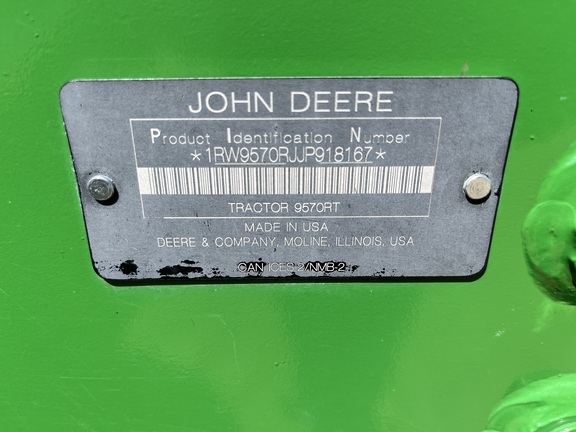 JOHN DEERE
Product Identification Number
*1RW9570RJJP918167*
TRACTOR 9570RT
MADE IN USA
DEERE & COMPANY, MOLINE, ILLINOIS, USA
CAN ICES-2/NMB-2